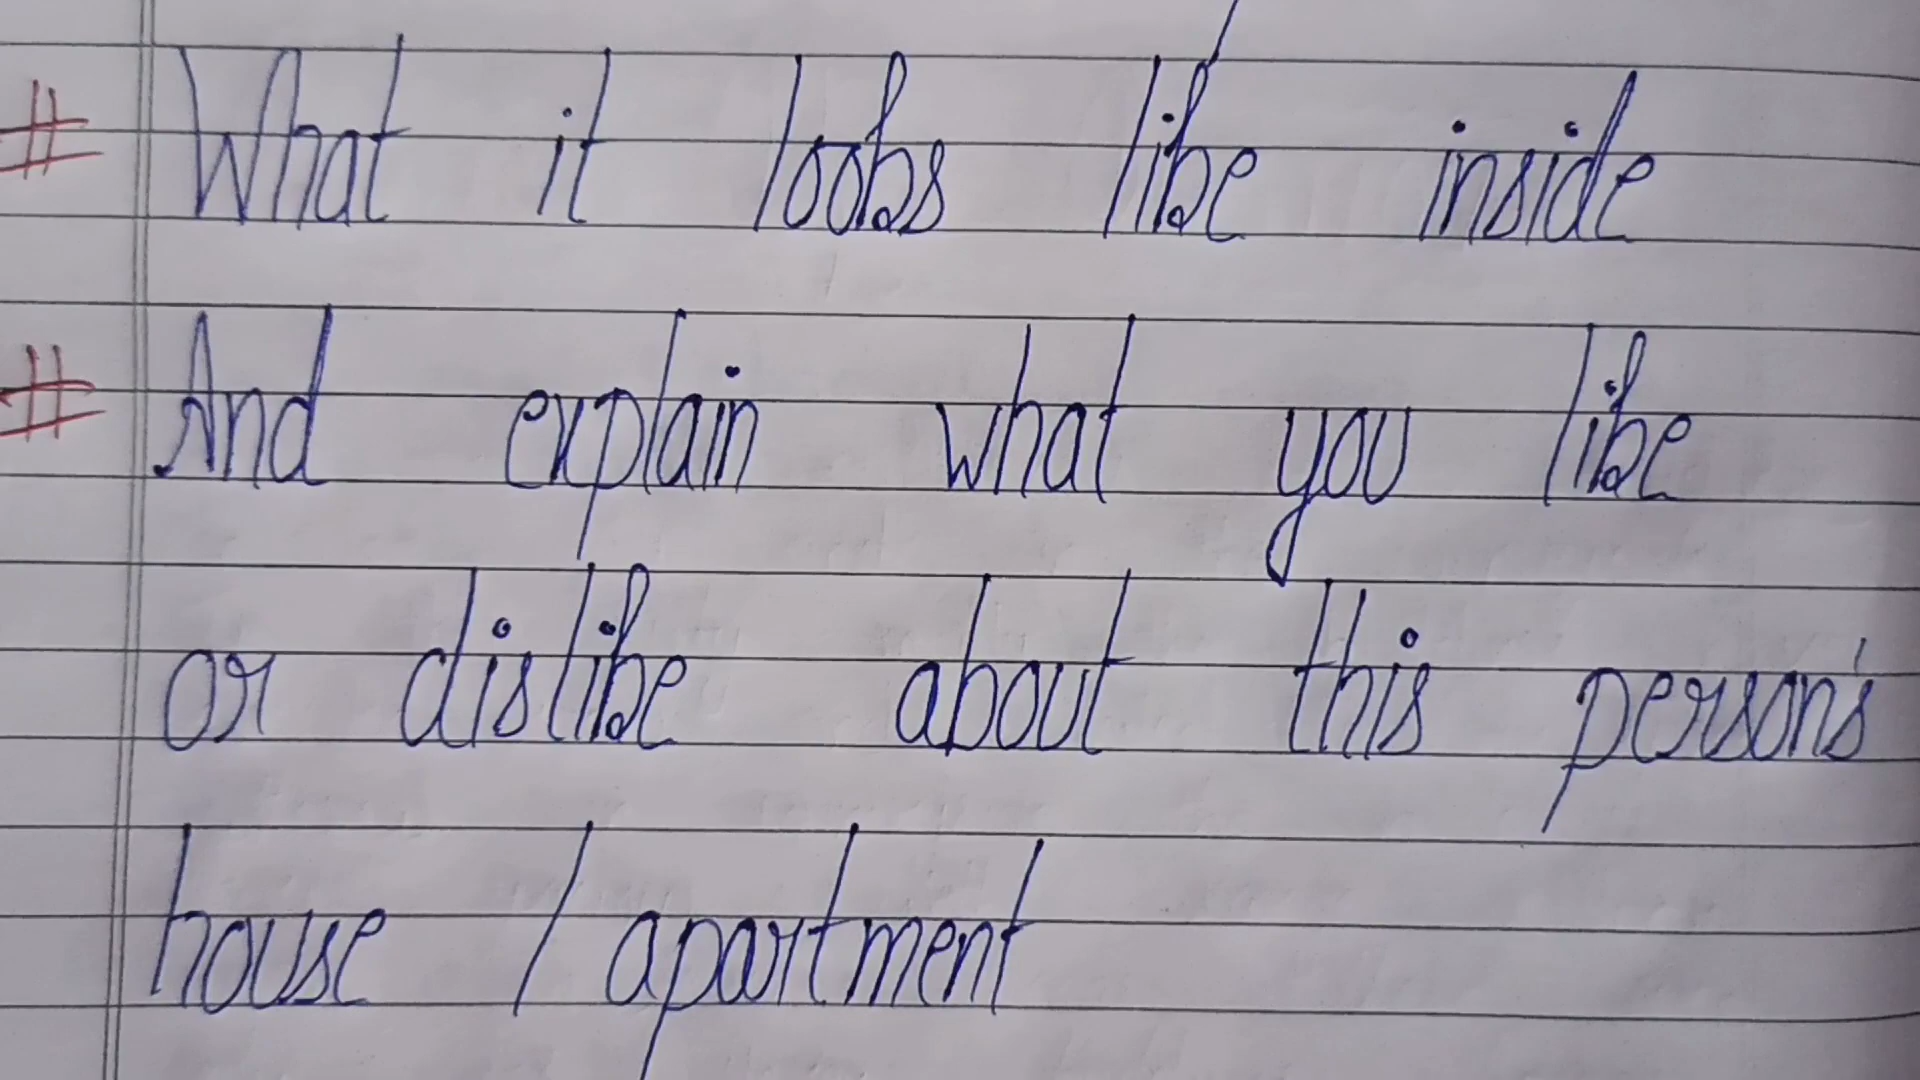 # What it looks like inside
# And explain what you like
or dislike about this person's
house / apartment